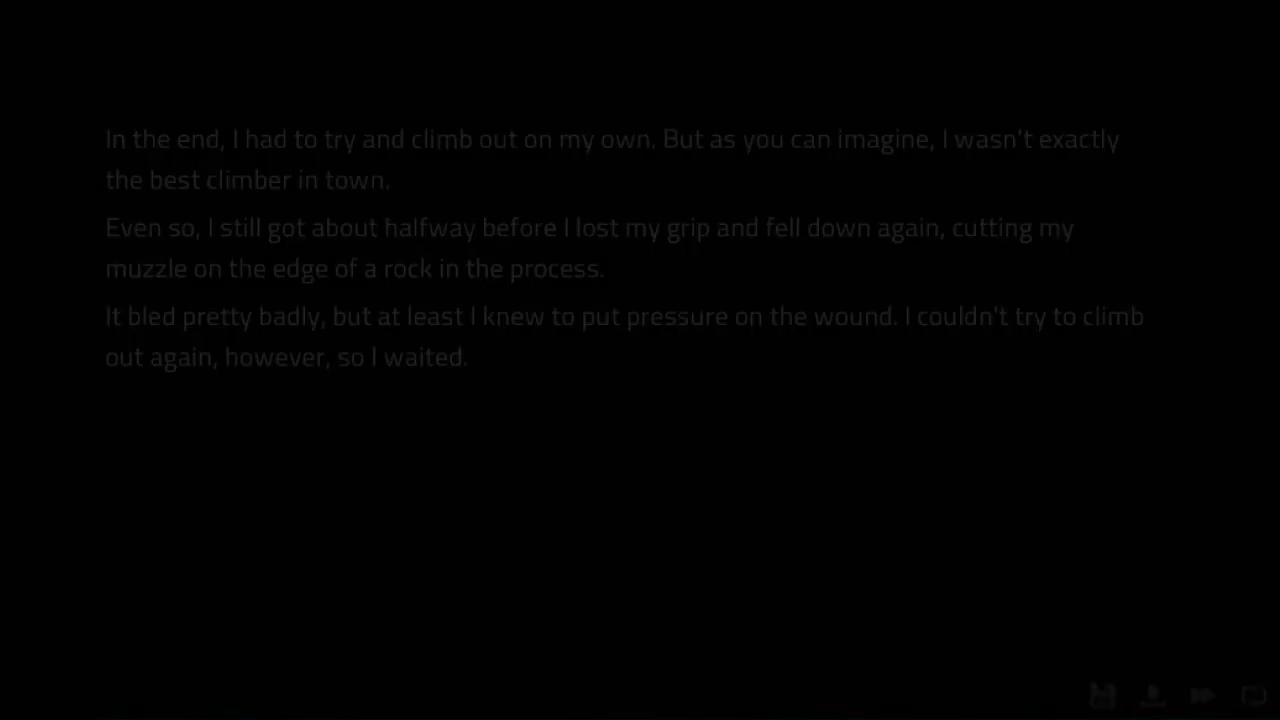 In the end, I had to try and climb out on my own. But as you can imagine, I wasn't exactly
the best climber in town.
Even so, I still got about halfway before I lost my grip and fell down again, cutting my
muzzle on the edge of a rock in the process.
It bled pretty badly, but at least I knew to put pressure on the wound. I couldn't try to climb
out again, however, so I waited.